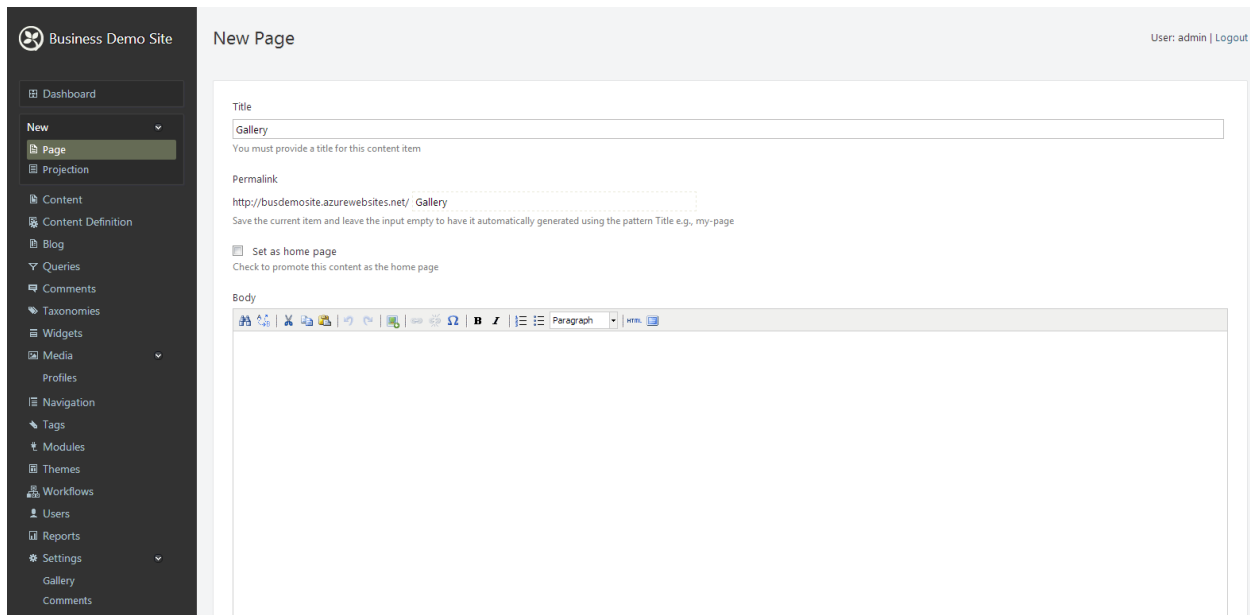 Business Demo Site
Dashboard
New
Page
Projection
Content
Content Definition
Blog
Queries
Comments
Taxonomies
Widgets
Media
Profiles
Navigation
Tags
Modules
Themes
Workflows
Users
Reports
Settings
Gallery
Comments
New Page
User: admin | Logout
Title
Gallery
You must provide a title for this content item
Permalink
http://busdemosite.azurewebsites.net/ Gallery
Save the current item and leave the input empty to have it automatically generated using the pattern Title e.g., my-page
Set as home page
Check to promote this content as the home page
Body
Ω B I Paragraph HTML